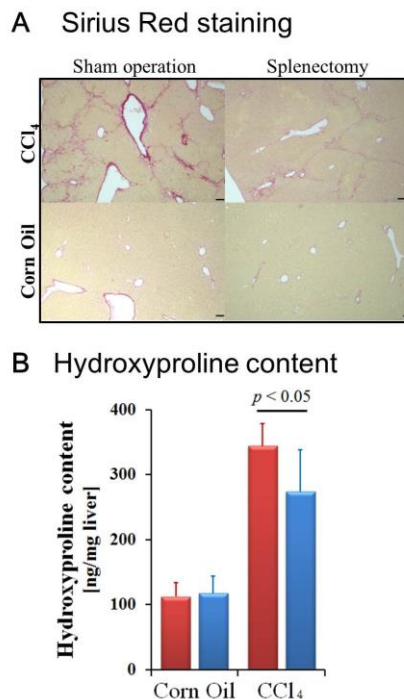 A Sirius Red staining
Sham operation Splenectomy
CCl₄
Corn Oil
B Hydroxyproline content
p < 0.05
Hydroxyproline content
[ng/mg liver]
400
300
200
100
0
Corn Oil CCl₄